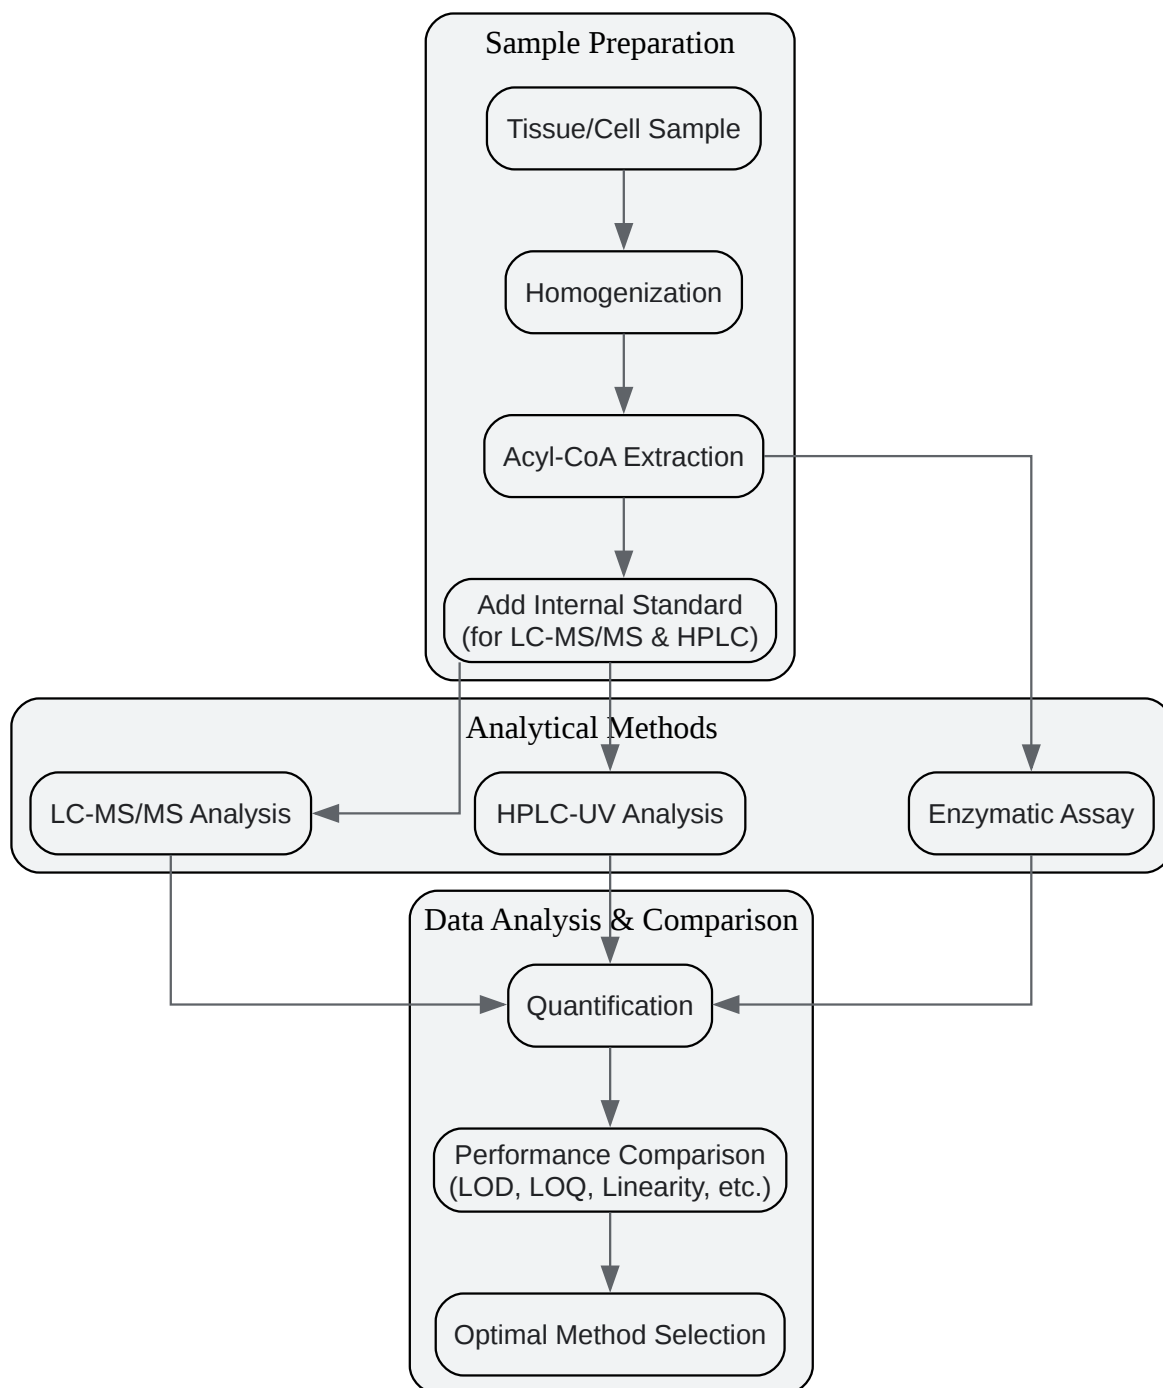 Sample Preparation
Tissue/Cell Sample
Homogenization
Acyl-CoA Extraction
Add Internal Standard
(for LC-MS/MS & HPLC)
Analytical Methods
LC-MS/MS Analysis
HPLC-UV Analysis
Enzymatic Assay
Data Analysis & Comparison
Quantification
Performance Comparison
(LOD, LOQ, Linearity, etc.)
Optimal Method Selection